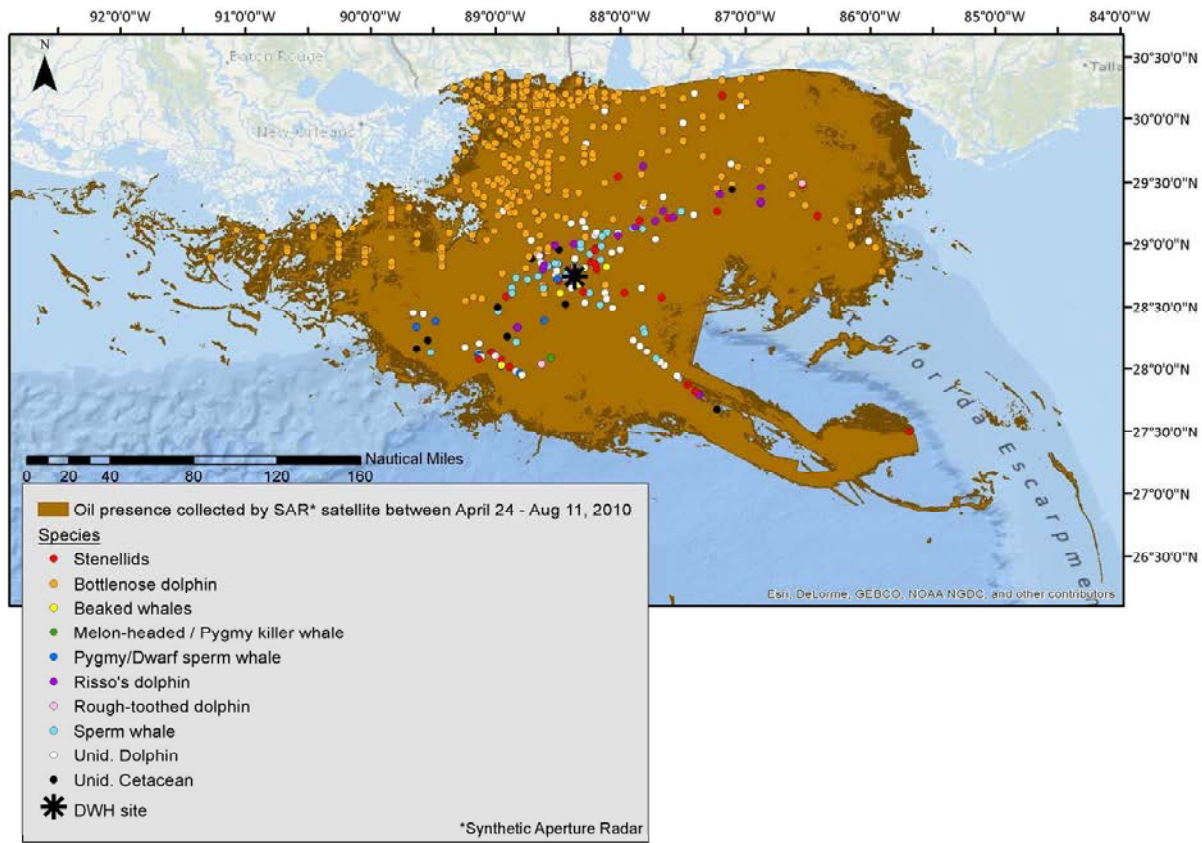 92°0'0"W 91°0'0"W 90°0'0"W 89°0'0"W 88°0'0"W 87°0'0"W 86°0'0"W 85°0'0"W 84°0'0"W
N
Baton Rouge
30°30'0"N
Talla
30°0'0"N
New Orleans
29°30'0"N
29°0'0"N
28°30'0"N
28°0'0"N
27°30'0"N
27°0'0"N
26°30'0"N
Florida Escarpmen
Nautical Miles
0 10 20 40 80 120 160
Esri, DeLorme, GEBCO, NOAA NGDC, and other contributors
Oil presence collected by SAR* satellite between April 24 - Aug 11, 2010
Species
Stenellids
Bottlenose dolphin
Beaked whales
Melon-headed / Pygmy killer whale
Pygmy/Dwarf sperm whale
Risso's dolphin
Rough-toothed dolphin
Sperm whale
Unid. Dolphin
Unid. Cetacean
DWH site
*Synthetic Aperture Radar